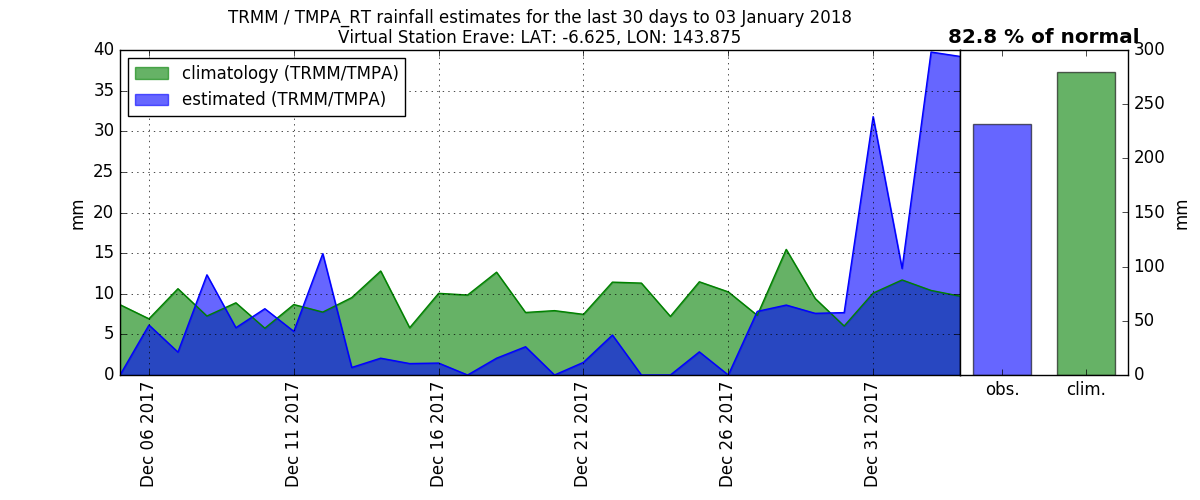 TRMM / TMPA_RT rainfall estimates for the last 30 days to 03 January 2018
Virtual Station Erave: LAT: -6.625, LON: 143.875
82.8 % of normal
climatology (TRMM/TMPA)
estimated (TRMM/TMPA)
40
35
30
25
20
15
10
5
0
mm
Dec 06 2017
Dec 11 2017
Dec 16 2017
Dec 21 2017
Dec 26 2017
Dec 31 2017
obs.
clim.
300
250
200
150
100
50
0
mm